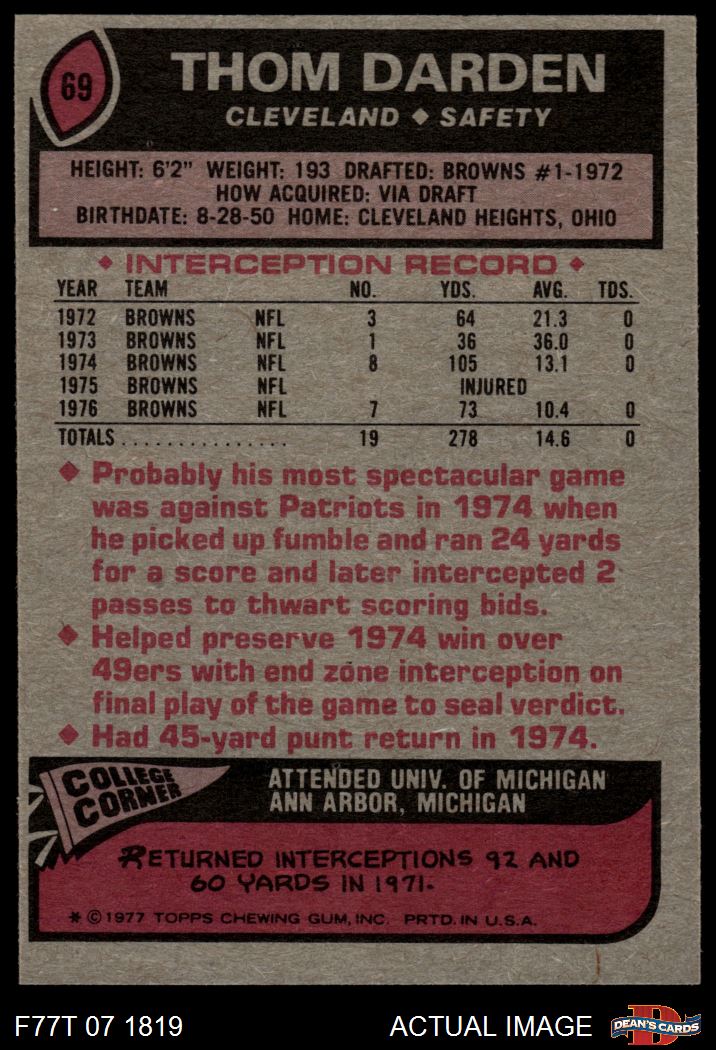 69
THOM DARDEN
CLEVELAND ◆ SAFETY
HEIGHT: 6'2" WEIGHT: 193 DRAFTED: BROWNS #1-1972
HOW ACQUIRED: VIA DRAFT
BIRTHDATE: 8-28-50 HOME: CLEVELAND HEIGHTS, OHIO
◆ INTERCEPTION RECORD ◆
YEAR TEAM NO. YDS. AVG. TDS.
1972 BROWNS NFL 3 64 21.3 0
1973 BROWNS NFL 1 36 36.0 0
1974 BROWNS NFL 8 105 13.1 0
1975 BROWNS NFL INJURED
1976 BROWNS NFL 7 73 10.4 0
TOTALS................ 19 278 14.6 0
◆ Probably his most spectacular game
was against Patriots in 1974 when
he picked up fumble and ran 24 yards
for a score and later intercepted 2
passes to thwart scoring bids.
◆ Helped preserve 1974 win over
49ers with end zone interception on
final play of the game to seal verdict.
◆ Had 45-yard punt return in 1974.
COLLEGE
CORNER
ATTENDED UNIV. OF MICHIGAN
ANN ARBOR, MICHIGAN
RETURNED INTERCEPTIONS 92 AND
60 YARDS IN 1971.
* © 1977 TOPPS CHEWING GUM, INC. PRTD. IN U.S.A.
F77T 07 1819
ACTUAL IMAGE
D
DEAN'S CARDS